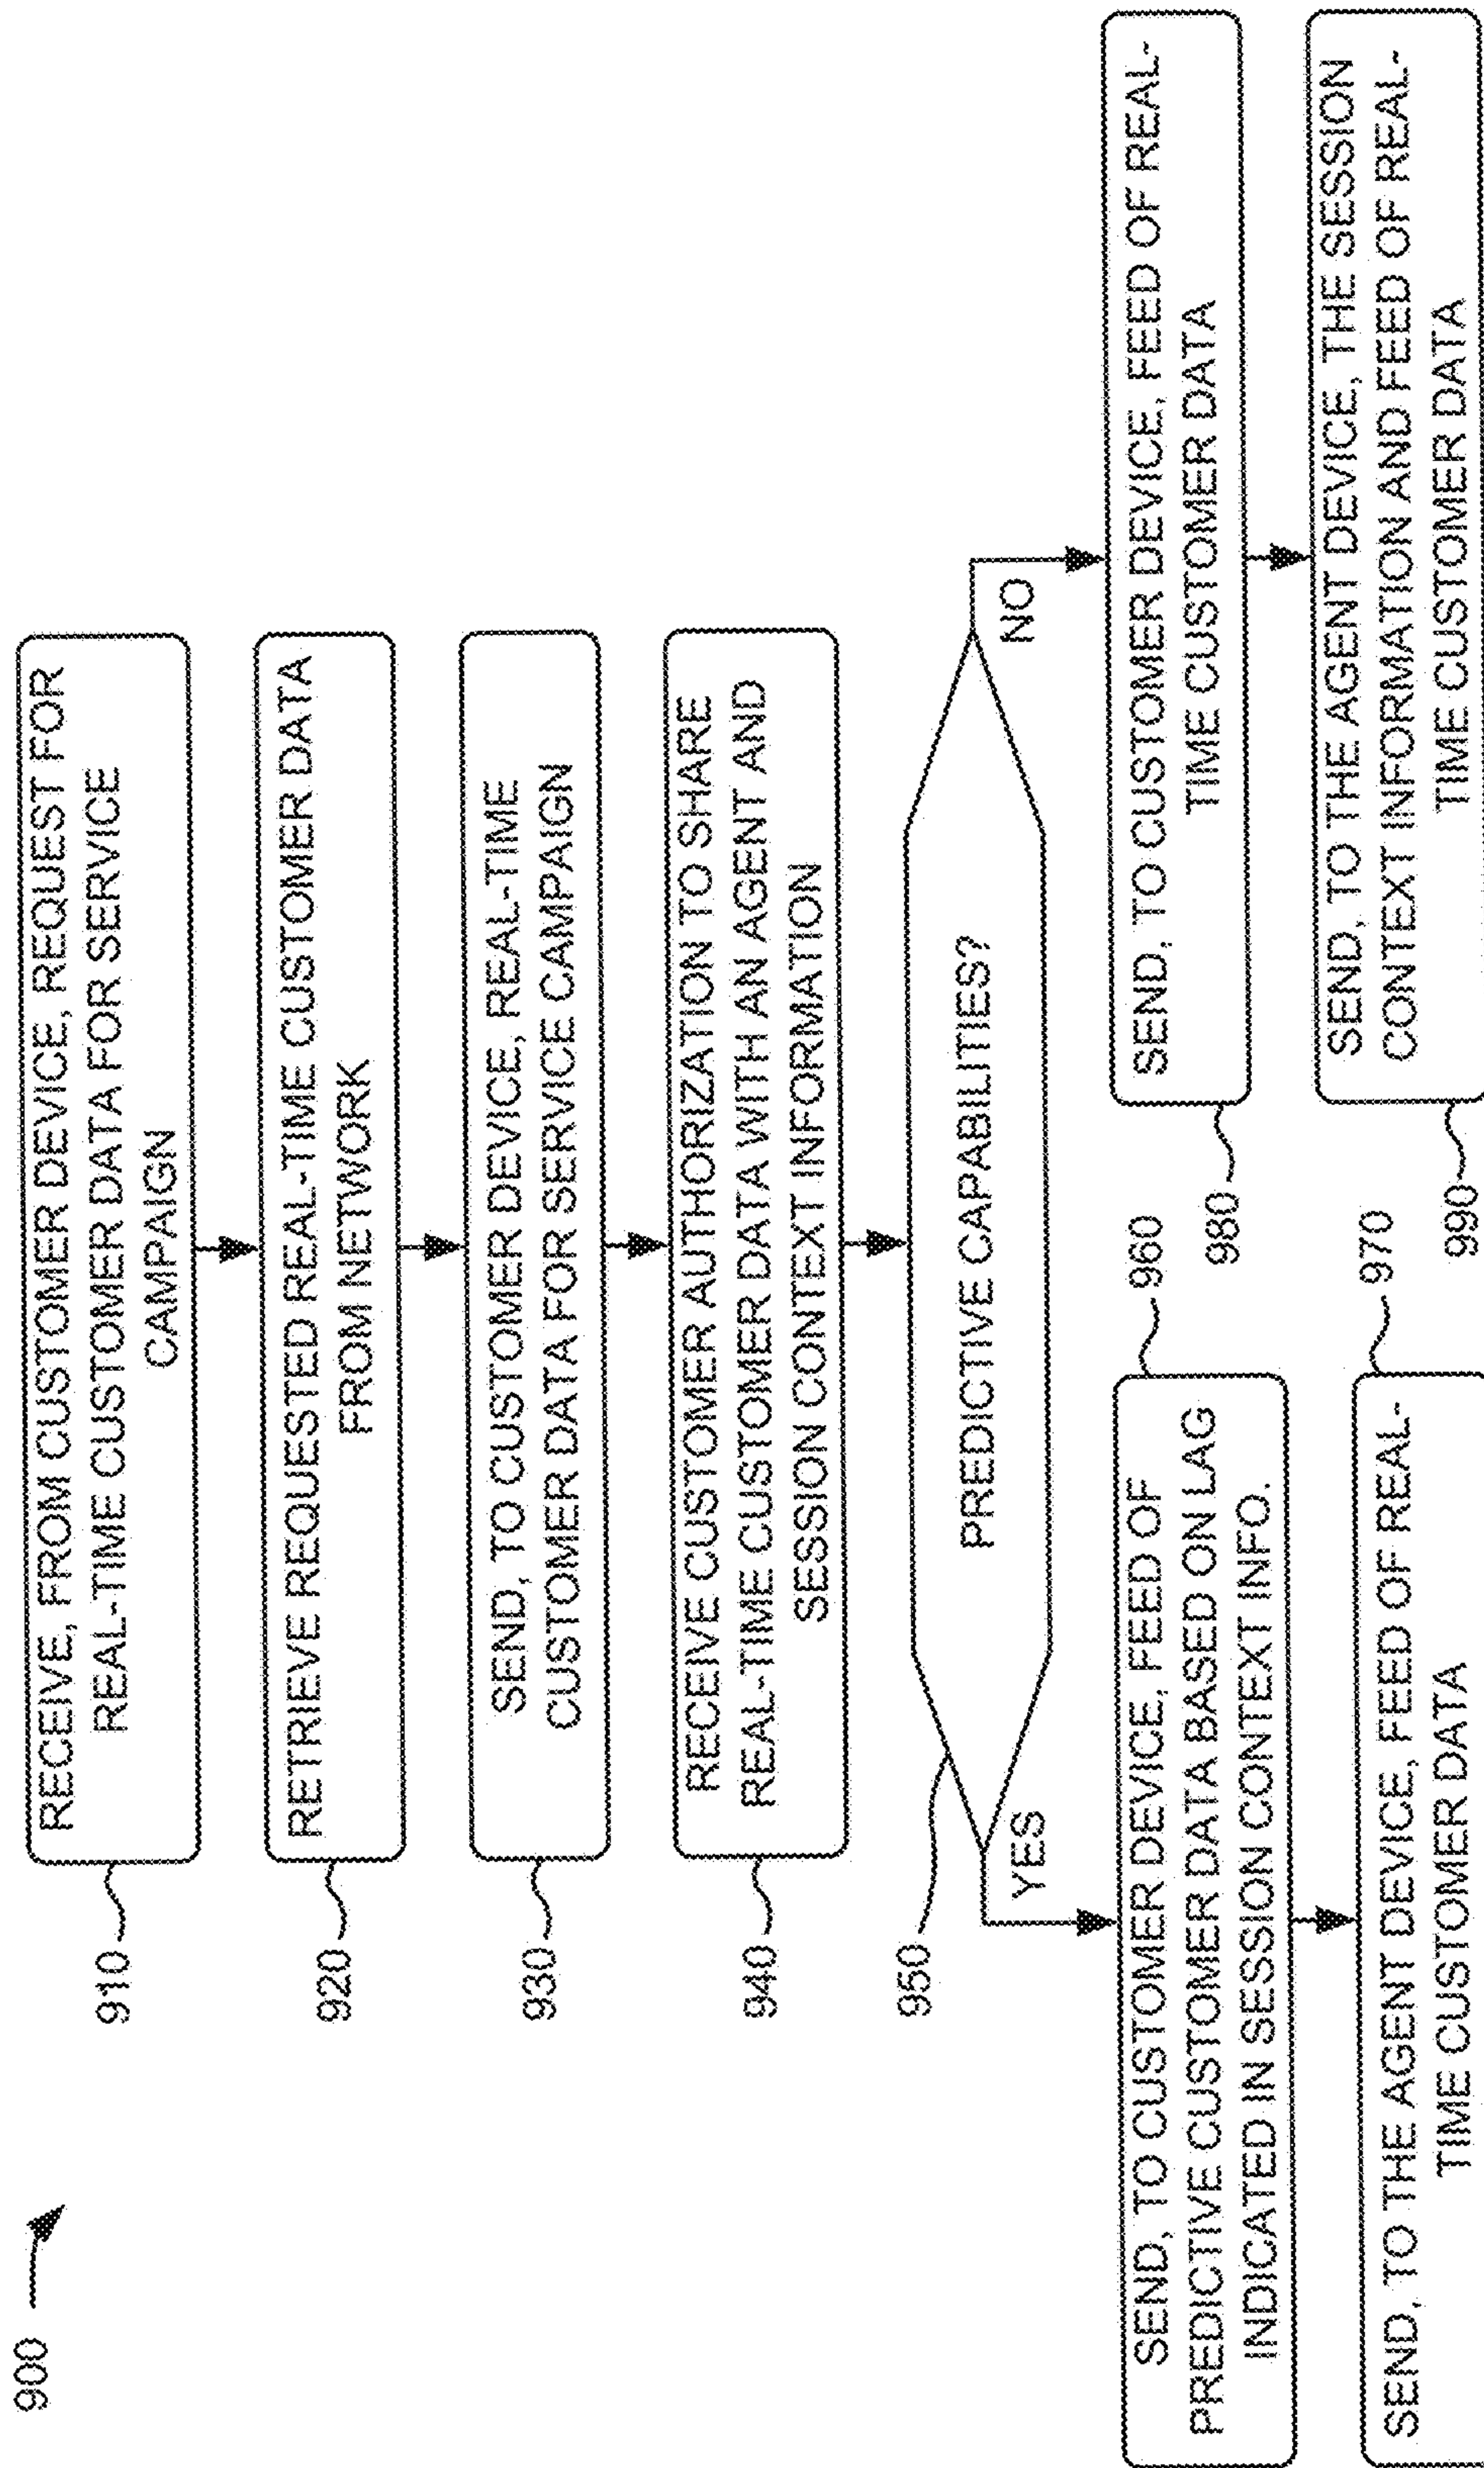 900
RECEIVE, FROM CUSTOMER DEVICE, REQUEST FOR
REAL-TIME CUSTOMER DATA FOR SERVICE
CAMPAIGN
910
RETRIEVE REQUESTED REAL-TIME CUSTOMER DATA
FROM NETWORK
920
SEND, TO CUSTOMER DEVICE, REAL-TIME
CUSTOMER DATA FOR SERVICE CAMPAIGN
930
RECEIVE CUSTOMER AUTHORIZATION TO SHARE
REAL-TIME CUSTOMER DATA WITH AN AGENT AND
SESSION CONTEXT INFORMATION
940
PREDICTIVE CAPABILITIES?
950
YES
NO
SEND, TO CUSTOMER DEVICE, FEED OF
PREDICTIVE CUSTOMER DATA BASED ON LAG
INDICATED IN SESSION CONTEXT INFO.
960
SEND, TO THE AGENT DEVICE, FEED OF REAL-
TIME CUSTOMER DATA
970
SEND, TO CUSTOMER DEVICE, FEED OF REAL-
TIME CUSTOMER DATA
980
SEND, TO THE AGENT DEVICE, THE SESSION
CONTEXT INFORMATION AND FEED OF REAL-
TIME CUSTOMER DATA
990